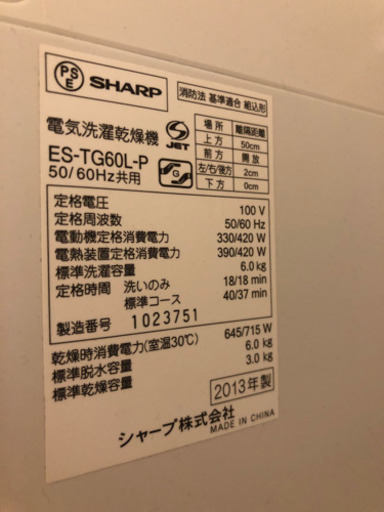 PSE SHARP
消防法 基準適合 組込形
電気洗濯乾燥機 S JET
ES-TG60L-P
50/60Hz共用
場所 離隔距離
上方 50cm
前方 開放
左/右/後方 2cm
下方 0cm
定格電圧 100 V
定格周波数 50/60 Hz
電動機定格消費電力 330/420 W
電熱装置定格消費電力 390/420 W
標準洗濯容量 6.0kg
定格時間 洗いのみ 18/18 min
標準コース 40/37 min
製造番号 1023751
乾燥時消費電力(室温30℃) 645/715 W
標準脱水容量 6.0kg
標準乾燥容量 3.0kg
2013年製
シャープ株式会社
MADE IN CHINA